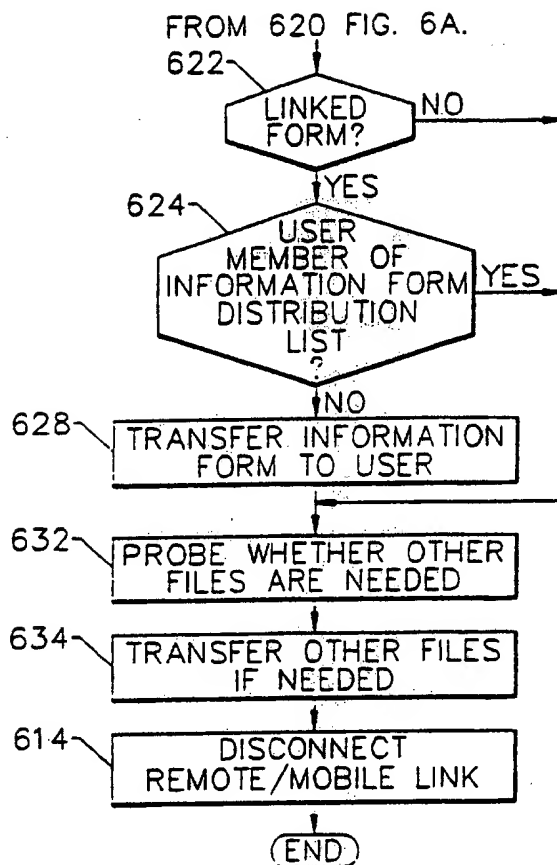 FROM 620 FIG. 6A.
622
LINKED
FORM?
NO
YES
624
USER
MEMBER OF
INFORMATION FORM
DISTRIBUTION
LIST
?
YES
NO
628
TRANSFER INFORMATION
FORM TO USER
632
PROBE WHETHER OTHER
FILES ARE NEEDED
634
TRANSFER OTHER FILES
IF NEEDED
614
DISCONNECT
REMOTE/MOBILE LINK
END